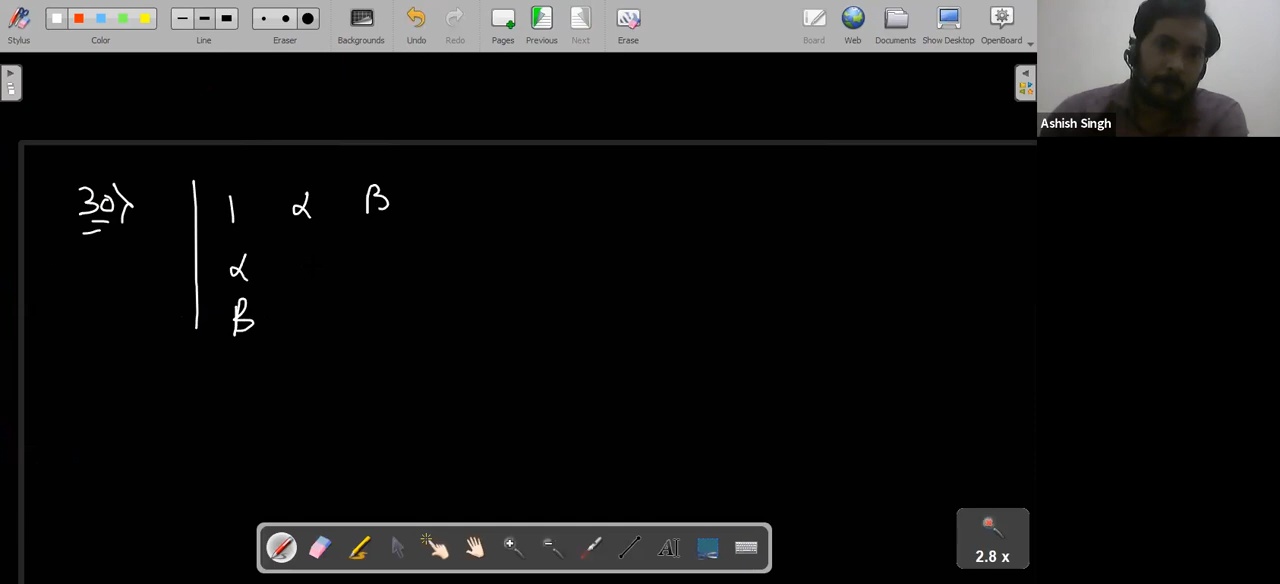 Stylus Color Line Eraser Backgrounds Undo Redo Pages Previous Next Erase Board Web Documents Show Desktop OpenBoard
Ashish Singh
30) | 1 α β
α
β
AI
2.8 x